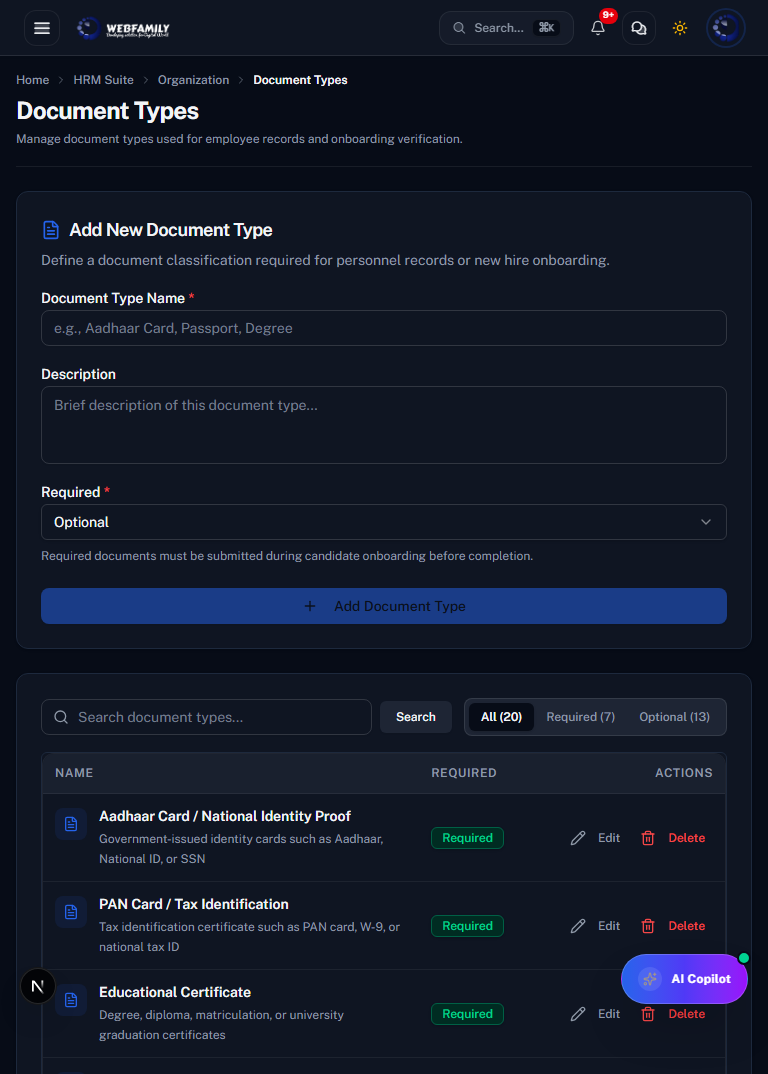 WEBFAMILY
Search...
⌘K
9+
Home > HRM Suite > Organization > Document Types
Document Types
Manage document types used for employee records and onboarding verification.
Add New Document Type
Define a document classification required for personnel records or new hire onboarding.
Document Type Name *
e.g., Aadhaar Card, Passport, Degree
Description
Brief description of this document type...
Required *
Optional
Required documents must be submitted during candidate onboarding before completion.
+ Add Document Type
Search document types...
Search
All (20)
Required (7)
Optional (13)
NAME REQUIRED ACTIONS
Aadhaar Card / National Identity Proof
Government-issued identity cards such as Aadhaar,
National ID, or SSN
Required
Edit
Delete
PAN Card / Tax Identification
Tax identification certificate such as PAN card, W-9, or
national tax ID
Required
Edit
Delete
AI Copilot
N
Educational Certificate
Degree, diploma, matriculation, or university
graduation certificates
Required
Edit
Delete